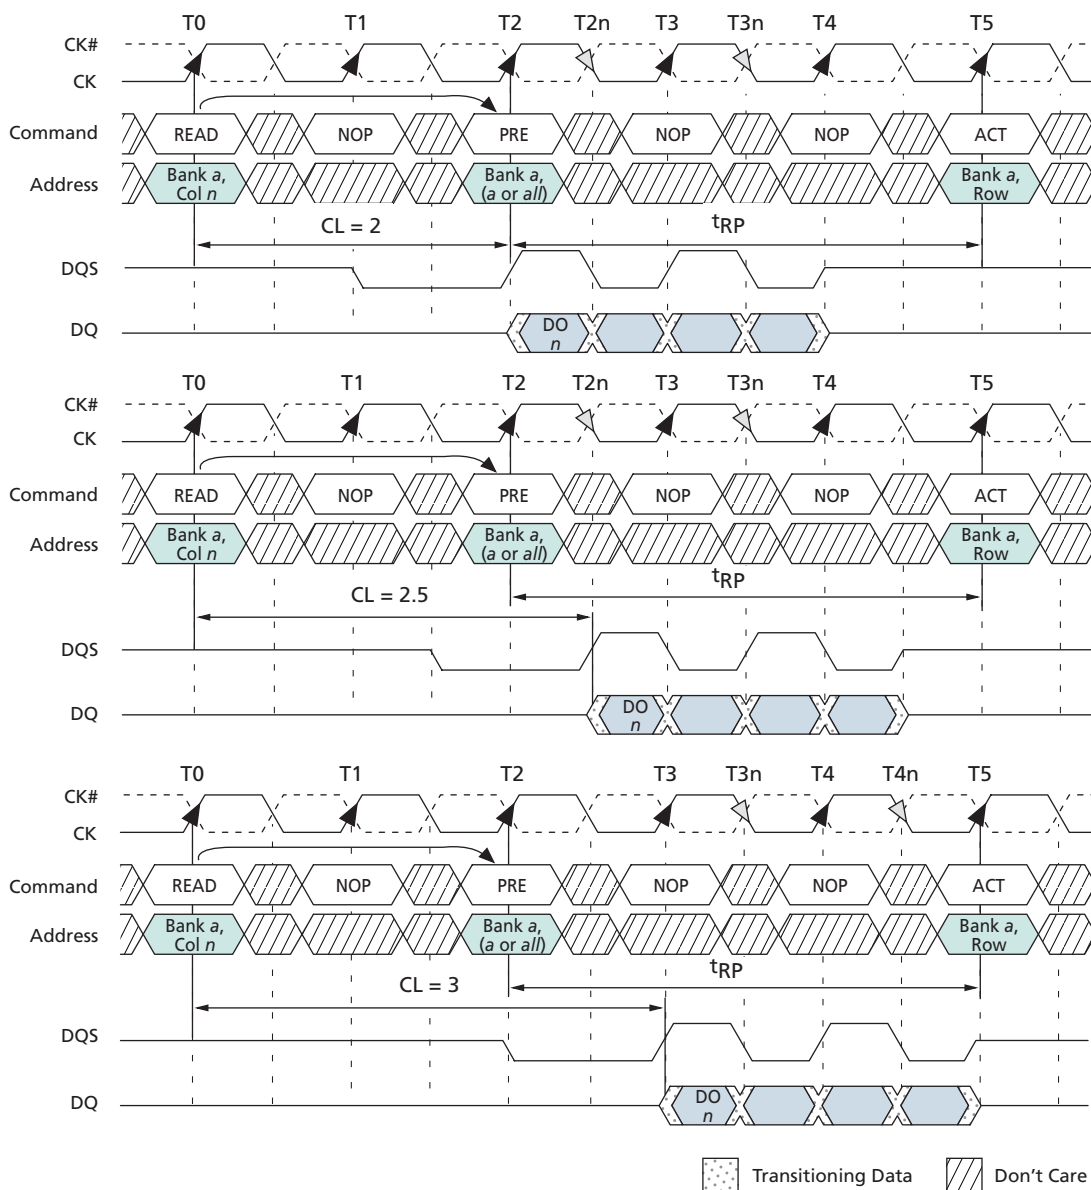 T0 T1 T2 T2n T3 T3n T4 T5
CK#
CK
Command READ NOP PRE NOP NOP ACT
Address Bank a, Col n Bank a, (a or all) Bank a, Row
CL = 2 tRP
DQS
DQ DO n
T0 T1 T2 T2n T3 T3n T4 T5
CK#
CK
Command READ NOP PRE NOP NOP ACT
Address Bank a, Col n Bank a, (a or all) Bank a, Row
CL = 2.5 tRP
DQS
DQ DO n
T0 T1 T2 T3 T3n T4 T4n T5
CK#
CK
Command READ NOP PRE NOP NOP ACT
Address Bank a, Col n Bank a, (a or all) Bank a, Row
CL = 3 tRP
DQS
DQ DO n
Transitioning Data Don't Care